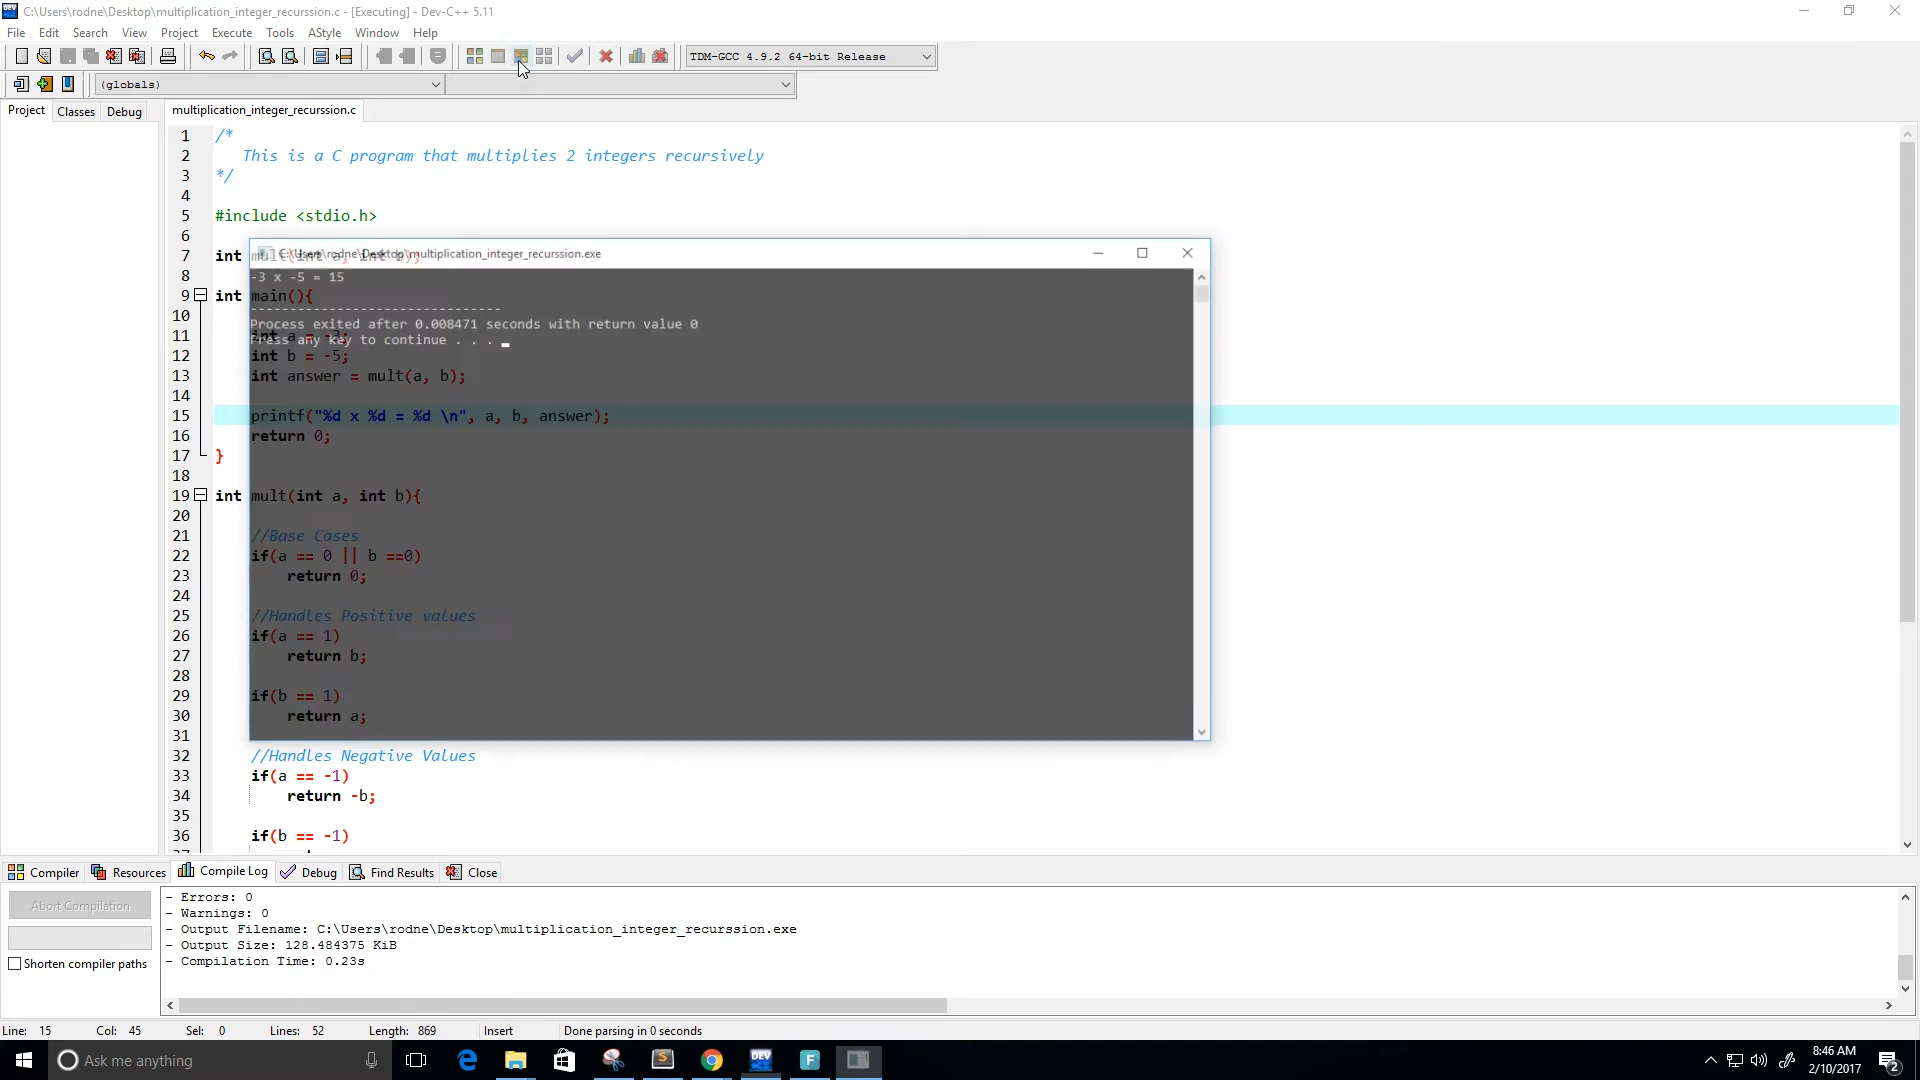 C:\Users\rodne\Desktop\multiplication_integer_recurssion.c - [Executing] - Dev-C++ 5.11
File Edit Search View Project Execute Tools AStyle Window Help
TDM-GCC 4.9.2 64-bit Release
(globals)
Project Classes Debug multiplication_integer_recurssion.c
1 /*
2 This is a C program that multiplies 2 integers recursively
3 */
4
5 #include <stdio.h>
6
7 int mult(int a, int b);
C:\Users\rodne\Desktop\multiplication_integer_recurssion.exe
-3 x -5 = 15
8
9 int main(){
10
--------------------------------
Process exited after 0.008471 seconds with return value 0
11 int a = -3;
Press any key to continue . . .
12 int b = -5;
13 int answer = mult(a, b);
14
15 printf("%d x %d = %d \n", a, b, answer);
16 return 0;
17 }
18
19 int mult(int a, int b){
20
21 //Base Cases
22 if(a == 0 || b ==0)
23 return 0;
24
25 //Handles Positive values
26 if(a == 1)
27 return b;
28
29 if(b == 1)
30 return a;
31
32 //Handles Negative Values
33 if(a == -1)
34 return -b;
35
36 if(b == -1)
Compiler Resources Compile Log Debug Find Results Close
Abort Compilation
Shorten compiler paths
- Errors: 0
- Warnings: 0
- Output Filename: C:\Users\rodne\Desktop\multiplication_integer_recurssion.exe
- Output Size: 128.484375 KiB
- Compilation Time: 0.23s
Line: 15 Col: 45 Sel: 0 Lines: 52 Length: 869 Insert Done parsing in 0 seconds
Ask me anything
8:46 AM
2/10/2017
2